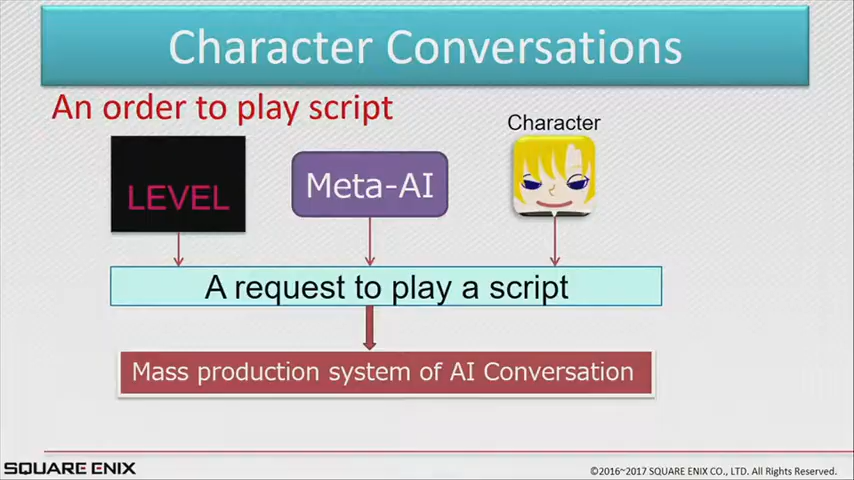 Character Conversations
An order to play script
Character
LEVEL
Meta-AI
A request to play a script
Mass production system of AI Conversation
SQUARE ENIX
©2016~2017 SQUARE ENIX CO., LTD. All Rights Reserved.